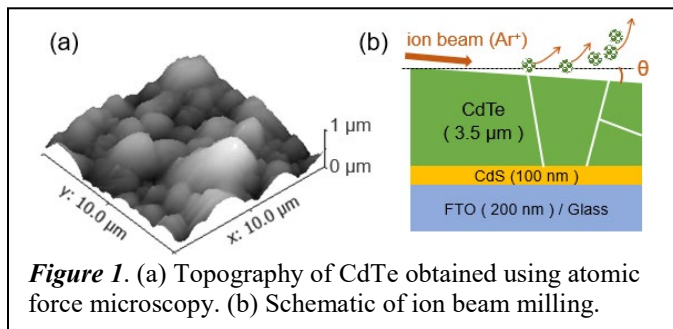 (a)
1 µm
0 µm
y: 10.0 µm
x: 10.0 µm
(b)
ion beam (Ar⁺)
θ
CdTe
( 3.5 µm )
CdS (100 nm )
FTO ( 200 nm ) / Glass
Figure 1. (a) Topography of CdTe obtained using atomic
force microscopy. (b) Schematic of ion beam milling.